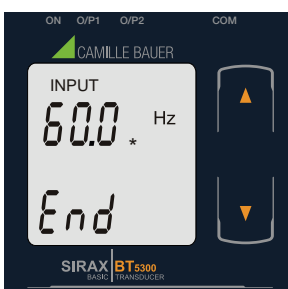 ON O/P1 O/P2 COM
CAMILLE BAUER
INPUT
60.0 * Hz
End
SIRAX BT5300
BASIC TRANSDUCER